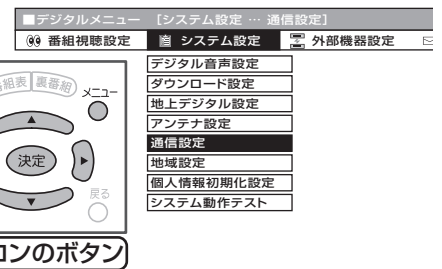 ■デジタルメニュー [システム設定 … 通信設定]
番組視聴設定 システム設定 外部機器設定
組表 裏番組 メニュー
決定
戻る
デジタル音声設定
ダウンロード設定
地上デジタル設定
アンテナ設定
通信設定
地域設定
個人情報初期化設定
システム動作テスト
コンのボタン